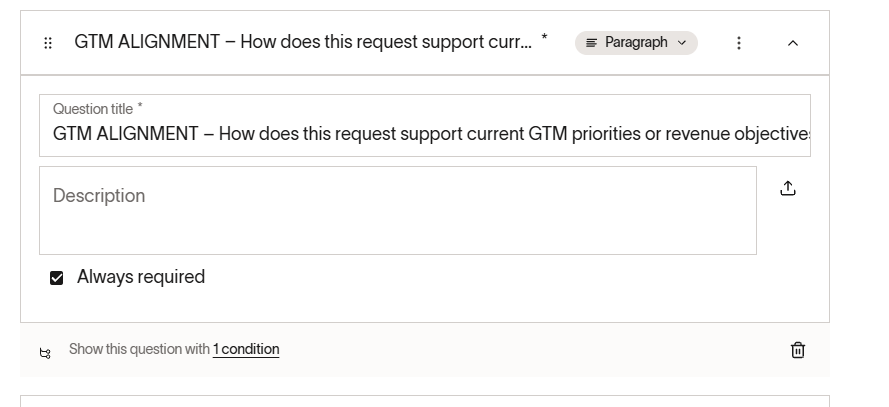 GTM ALIGNMENT – How does this request support curr... *
Paragraph
Question title *
GTM ALIGNMENT – How does this request support current GTM priorities or revenue objectives
Description
Always required
Show this question with 1 condition